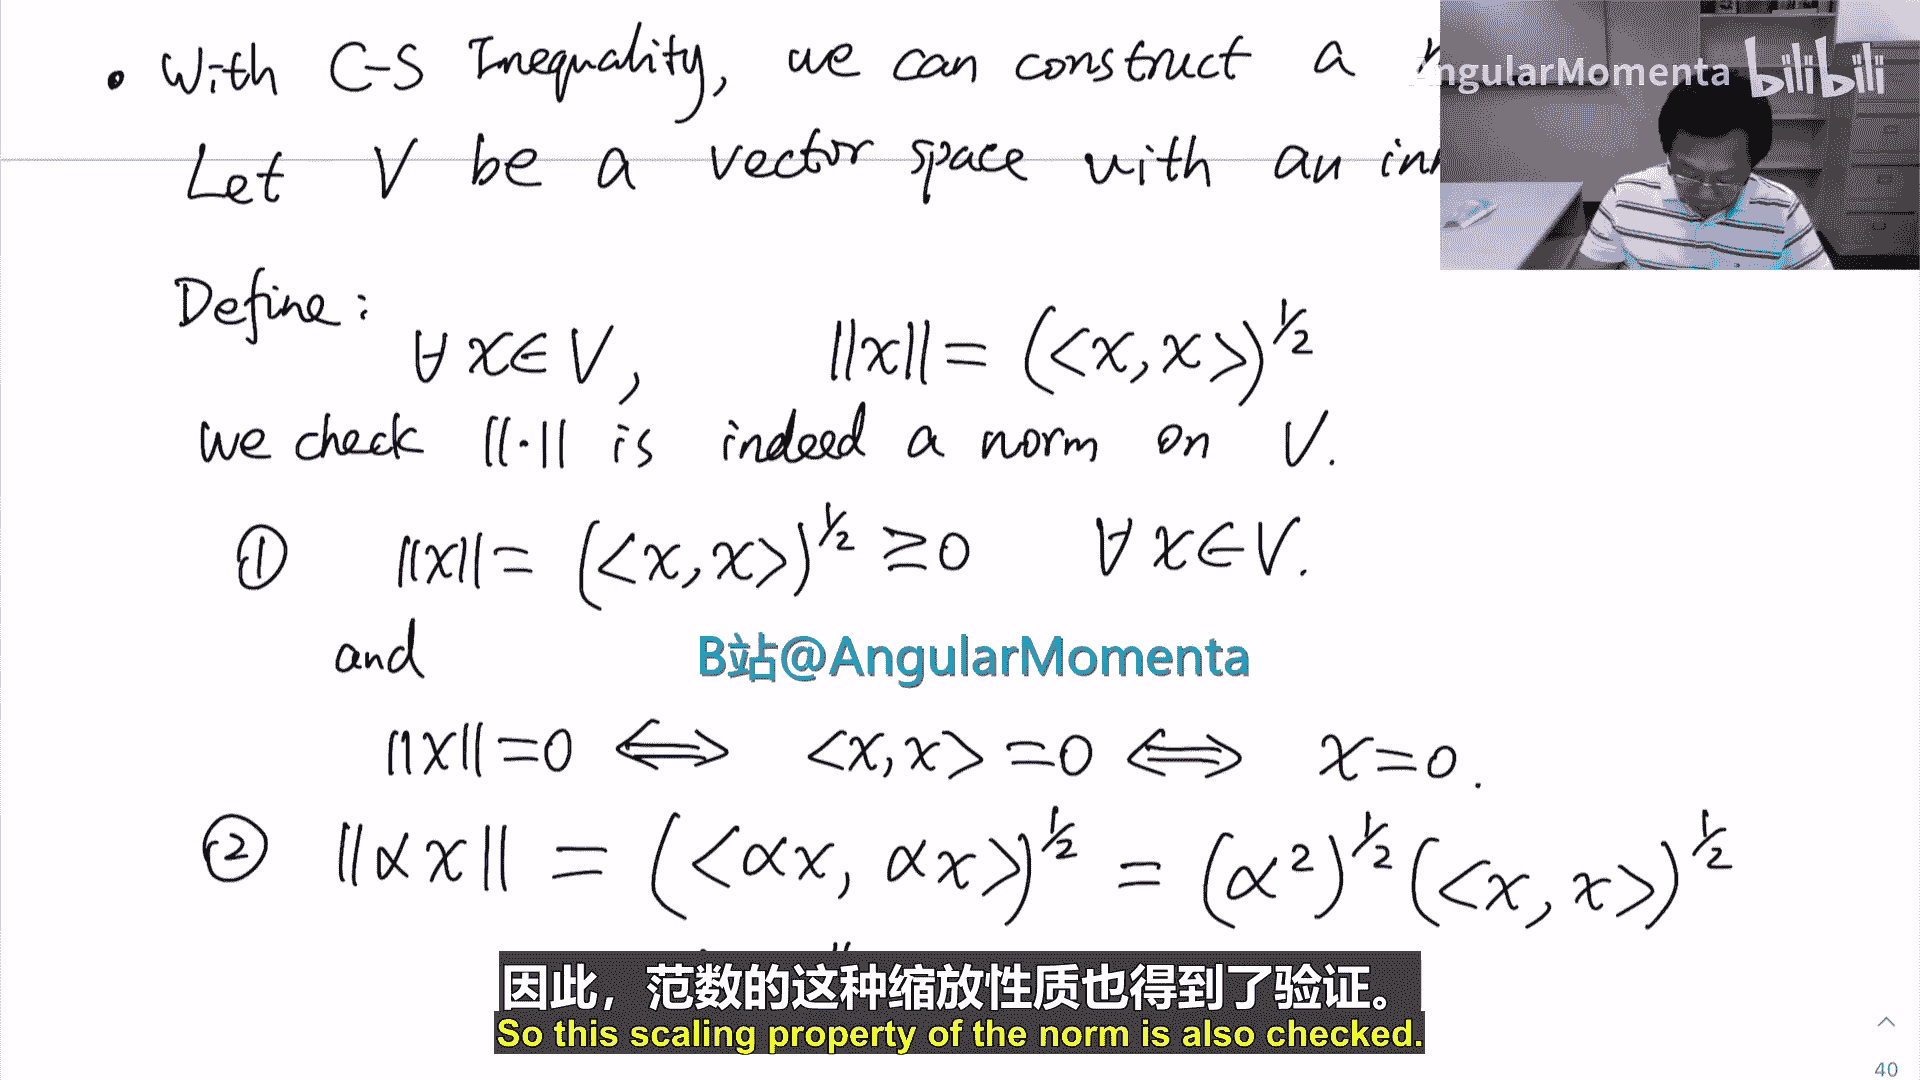 • With C-S Inequality, we can construct a
AngularMomenta bilibili
Let V be a vector space with an
Define:
∀ x ∈ V, ||x|| = (<x, x>)^½
we check ||·|| is indeed a norm on V.
① ||x|| = (<x, x>)^½ ≥ 0 ∀ x ∈ V.
and
B站@AngularMomenta
||x|| = 0 ⟺ <x, x> = 0 ⟺ x = 0.
② ||αx|| = (<αx, αx>)^½ = (α²)^½ (<x, x>)^½
因此，范数的这种缩放性质也得到了验证。
So this scaling property of the norm is also checked.
40